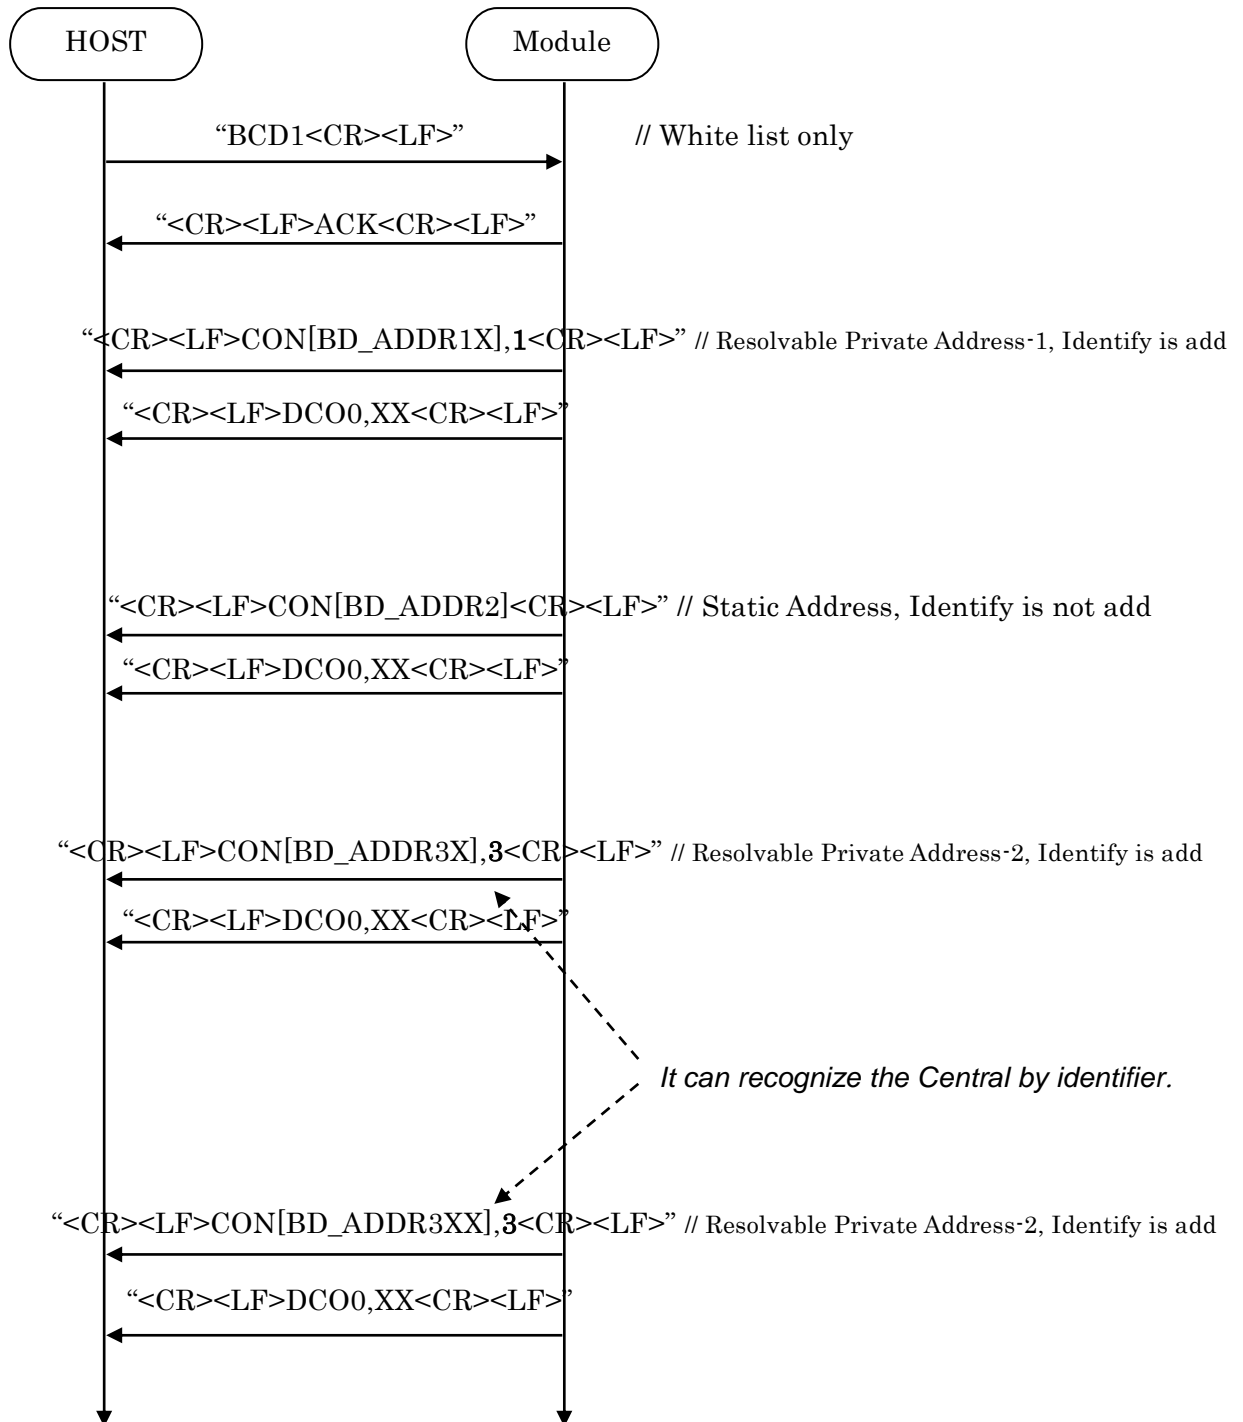 HOST Module
“BCD1<CR><LF>” // White list only
“<CR><LF>ACK<CR><LF>”
“<CR><LF>CON[BD_ADDR1X],1<CR><LF>” // Resolvable Private Address-1, Identify is add
“<CR><LF>DCO0,XX<CR><LF>”
“<CR><LF>CON[BD_ADDR2]<CR><LF>” // Static Address, Identify is not add
“<CR><LF>DCO0,XX<CR><LF>”
“<CR><LF>CON[BD_ADDR3X],3<CR><LF>” // Resolvable Private Address-2, Identify is add
“<CR><LF>DCO0,XX<CR><LF>”
It can recognize the Central by identifier.
“<CR><LF>CON[BD_ADDR3XX],3<CR><LF>” // Resolvable Private Address-2, Identify is add
“<CR><LF>DCO0,XX<CR><LF>”